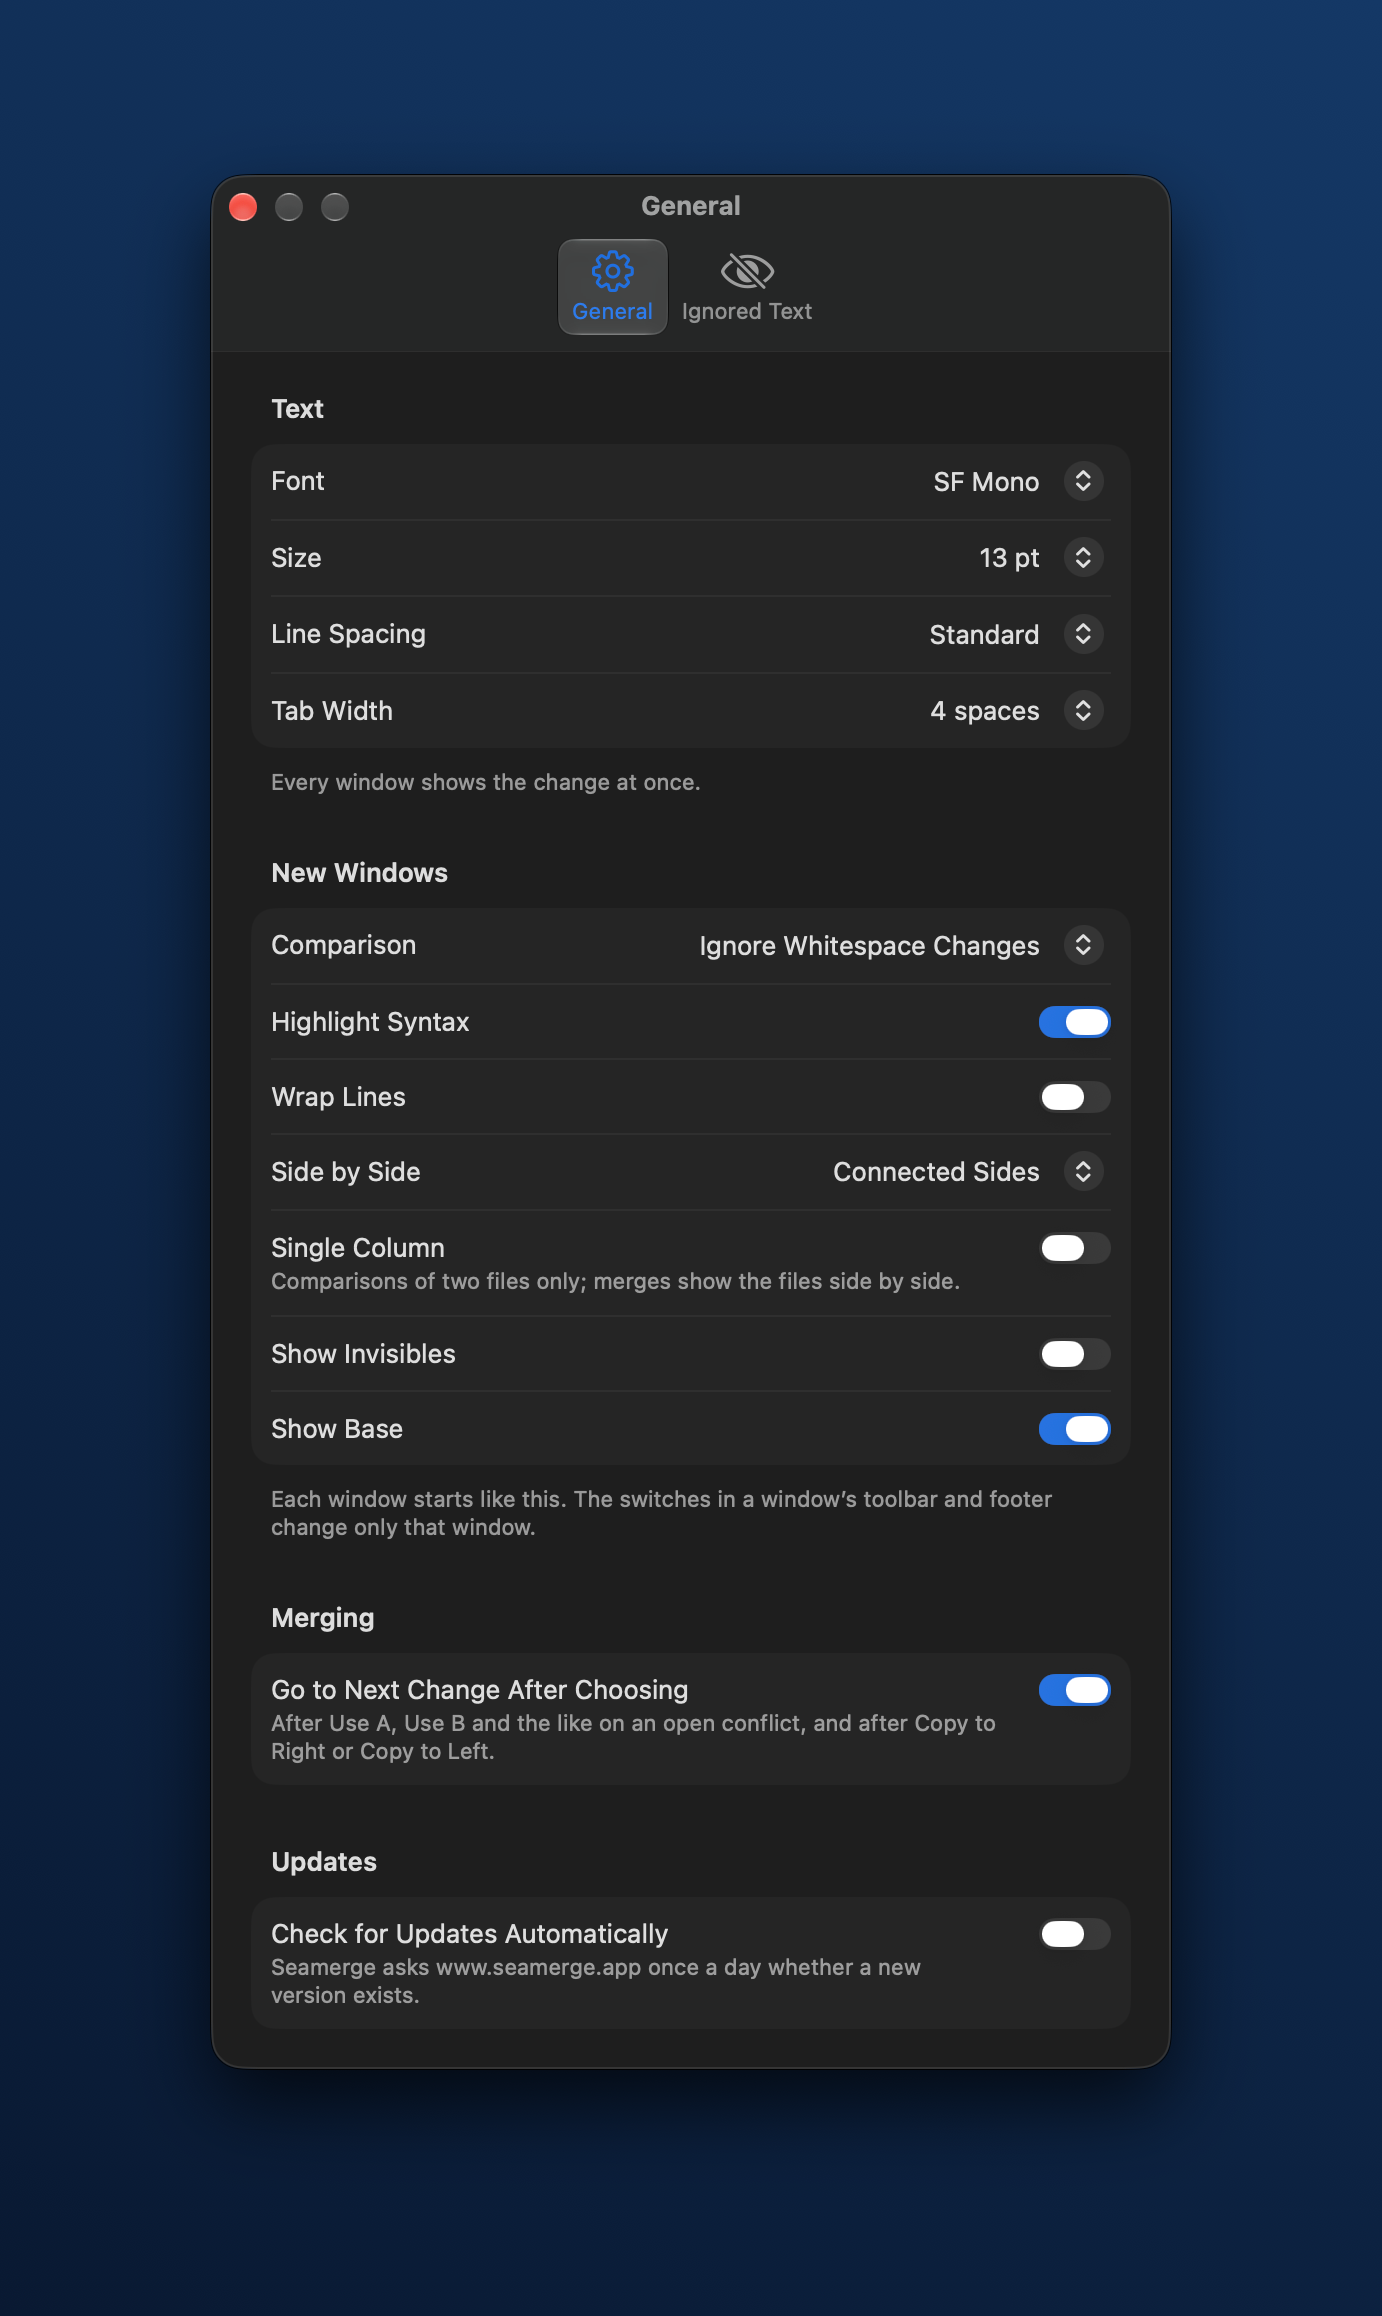 General
General
Ignored Text
Text
Font
SF Mono
Size
13 pt
Line Spacing
Standard
Tab Width
4 spaces
Every window shows the change at once.
New Windows
Comparison
Ignore Whitespace Changes
Highlight Syntax
Wrap Lines
Side by Side
Connected Sides
Single Column
Comparisons of two files only; merges show the files side by side.
Show Invisibles
Show Base
Each window starts like this. The switches in a window’s toolbar and footer
change only that window.
Merging
Go to Next Change After Choosing
After Use A, Use B and the like on an open conflict, and after Copy to
Right or Copy to Left.
Updates
Check for Updates Automatically
Seamerge asks www.seamerge.app once a day whether a new
version exists.